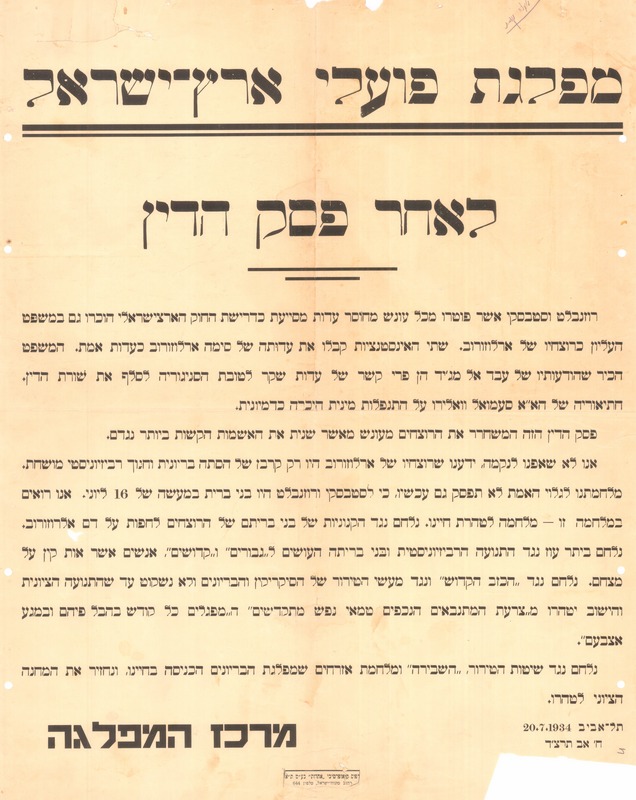 מפלגת פועלי ארץ־ישראל
לאחר פסק הדין
רוזנבלט וסטבסקי אשר פוטרו מכל עונש מחוסר עדות מסייעת כדרישת החוק הארצישראלי הוכרו גם במשפט
העליון כרוצחיו של ארלוזורוב. שתי האינסטנציות קבלו את עדותה של סימה ארלוזורוב כעדות אמת. המשפט
הכיר שהודעותיו של עבד אל מג׳יד הן פרי קשר של עדות שקר לטובת הסניגוריה לסלף את שורת הדין.
התיאוריה של הא״א סעמואל וואלירו על התנפלות מינית הוכרה כדמיונית.
פסק הדין הזה המשחרר את הרוצחים מעונש מאשר שנית את האשמות הקשות ביותר נגדם.
אנו לא שאפנו לנקמה, ידענו שרוצחיו של ארלוזורוב היו רק קרבן של הסתה בריונית וחנוך רביזיוניסטי מושחת.
מלחמתנו לגלוי האמת לא תפסק גם עכשיו, כי לסטבסקי ורוזנבלט היו בני ברית במעשה של 16 ליוני. אנו רואים
במלחמה זו — מלחמה לטהרת חיינו. נלחם נגד הקנוניות של בני בריתם של הרוצחים לחפות על דם ארלוזורוב.
נלחם ביתר עוז נגד התנועה הרביזיוניסטית ובני בריתה העושים ל„גבורים״ ו„קדושים״, אנשים אשר אות קין על
מצחם. נלחם נגד ״הכזב הקדוש״ ונגד מעשי הטירור של הסיקריקון והבריונים ולא נשקוט עד שהתנועה הציונית
והישוב יטהרו מ„צרעת המתנבאים הנכפים טמאי נפש מתקדשים״ ה„מפגלים כל קודש בהבל פיהם ובמגע
אצבעם״.
נלחם נגד שיטות הטירור, „השבירה״ ומלחמת אזרחים שמפלגת הבריונים הכניסה בחיינו, ונחזיר את המחנה
הציוני לטהרו.
תל־אביב 20.7.1934
ח׳ אב תרצ״ד
מרכז המפלגה